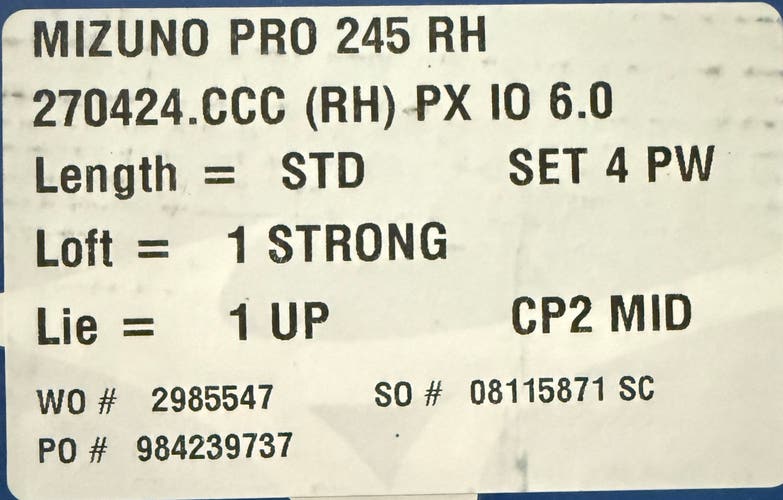 MIZUNO PRO 245 RH
270424.CCC (RH) PX IO 6.0
Length = STD SET 4 PW
Loft = 1 STRONG
Lie = 1 UP CP2 MID
WO # 2985547 SO # 08115871 SC
PO # 984239737